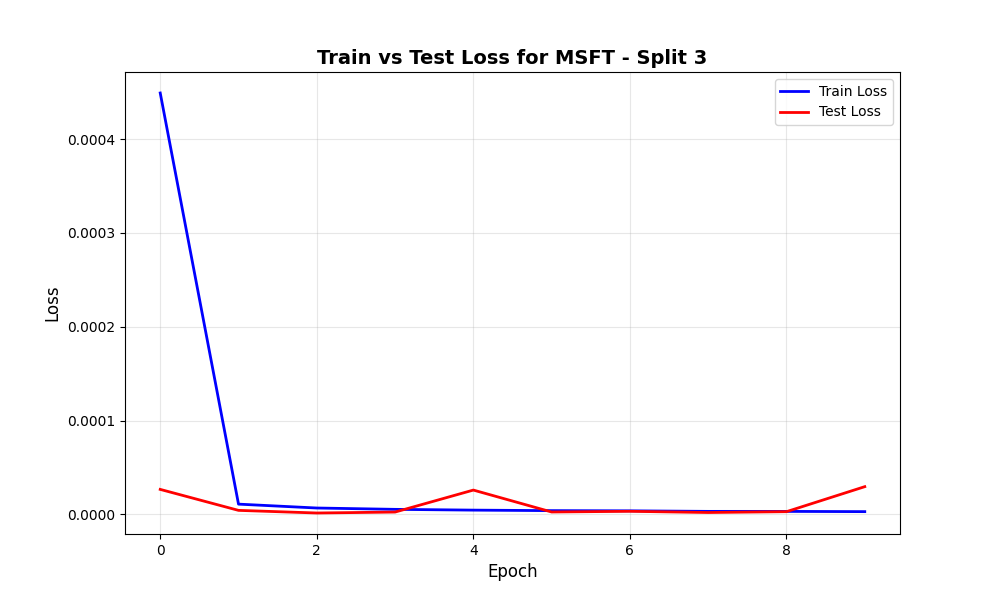 Train vs Test Loss for MSFT - Split 3
Train Loss
Test Loss
0.0004
0.0003
0.0002
0.0001
0.0000
Loss
0 2 4 6 8
Epoch